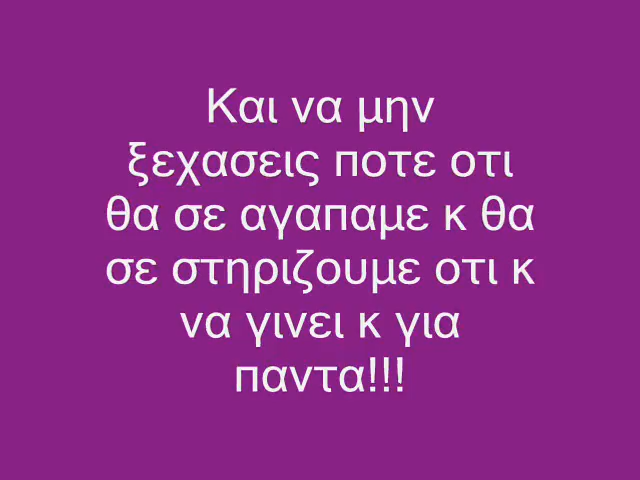 Και να μην
ξεχασεις ποτε οτι
θα σε αγαπαμε κ θα
σε στηριζουμε οτι κ
να γινει κ για
παντα!!!